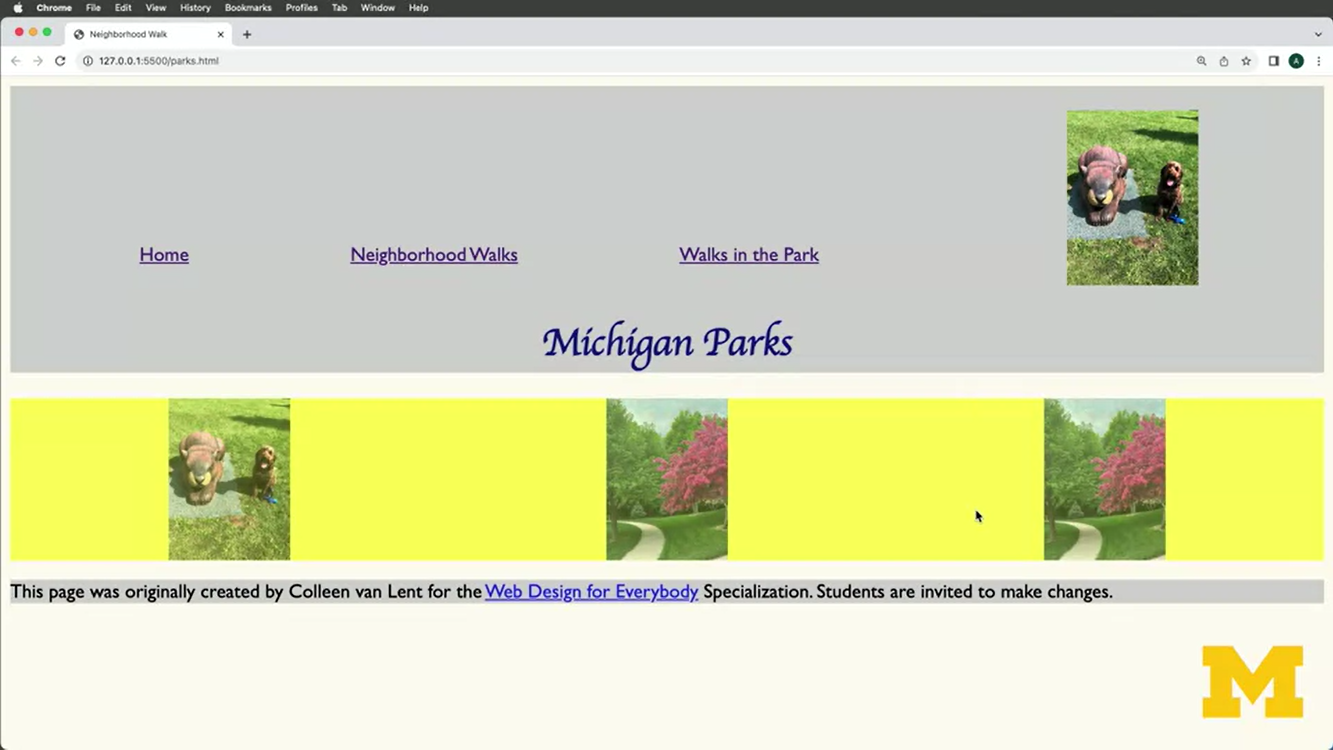 Chrome File Edit View History Bookmarks Profiles Tab Window Help
Neighborhood Walk
127.0.0.1:5500/parks.html
A
Home Neighborhood Walks Walks in the Park
Michigan Parks
This page was originally created by Colleen van Lent for the Web Design for Everybody Specialization. Students are invited to make changes.
M